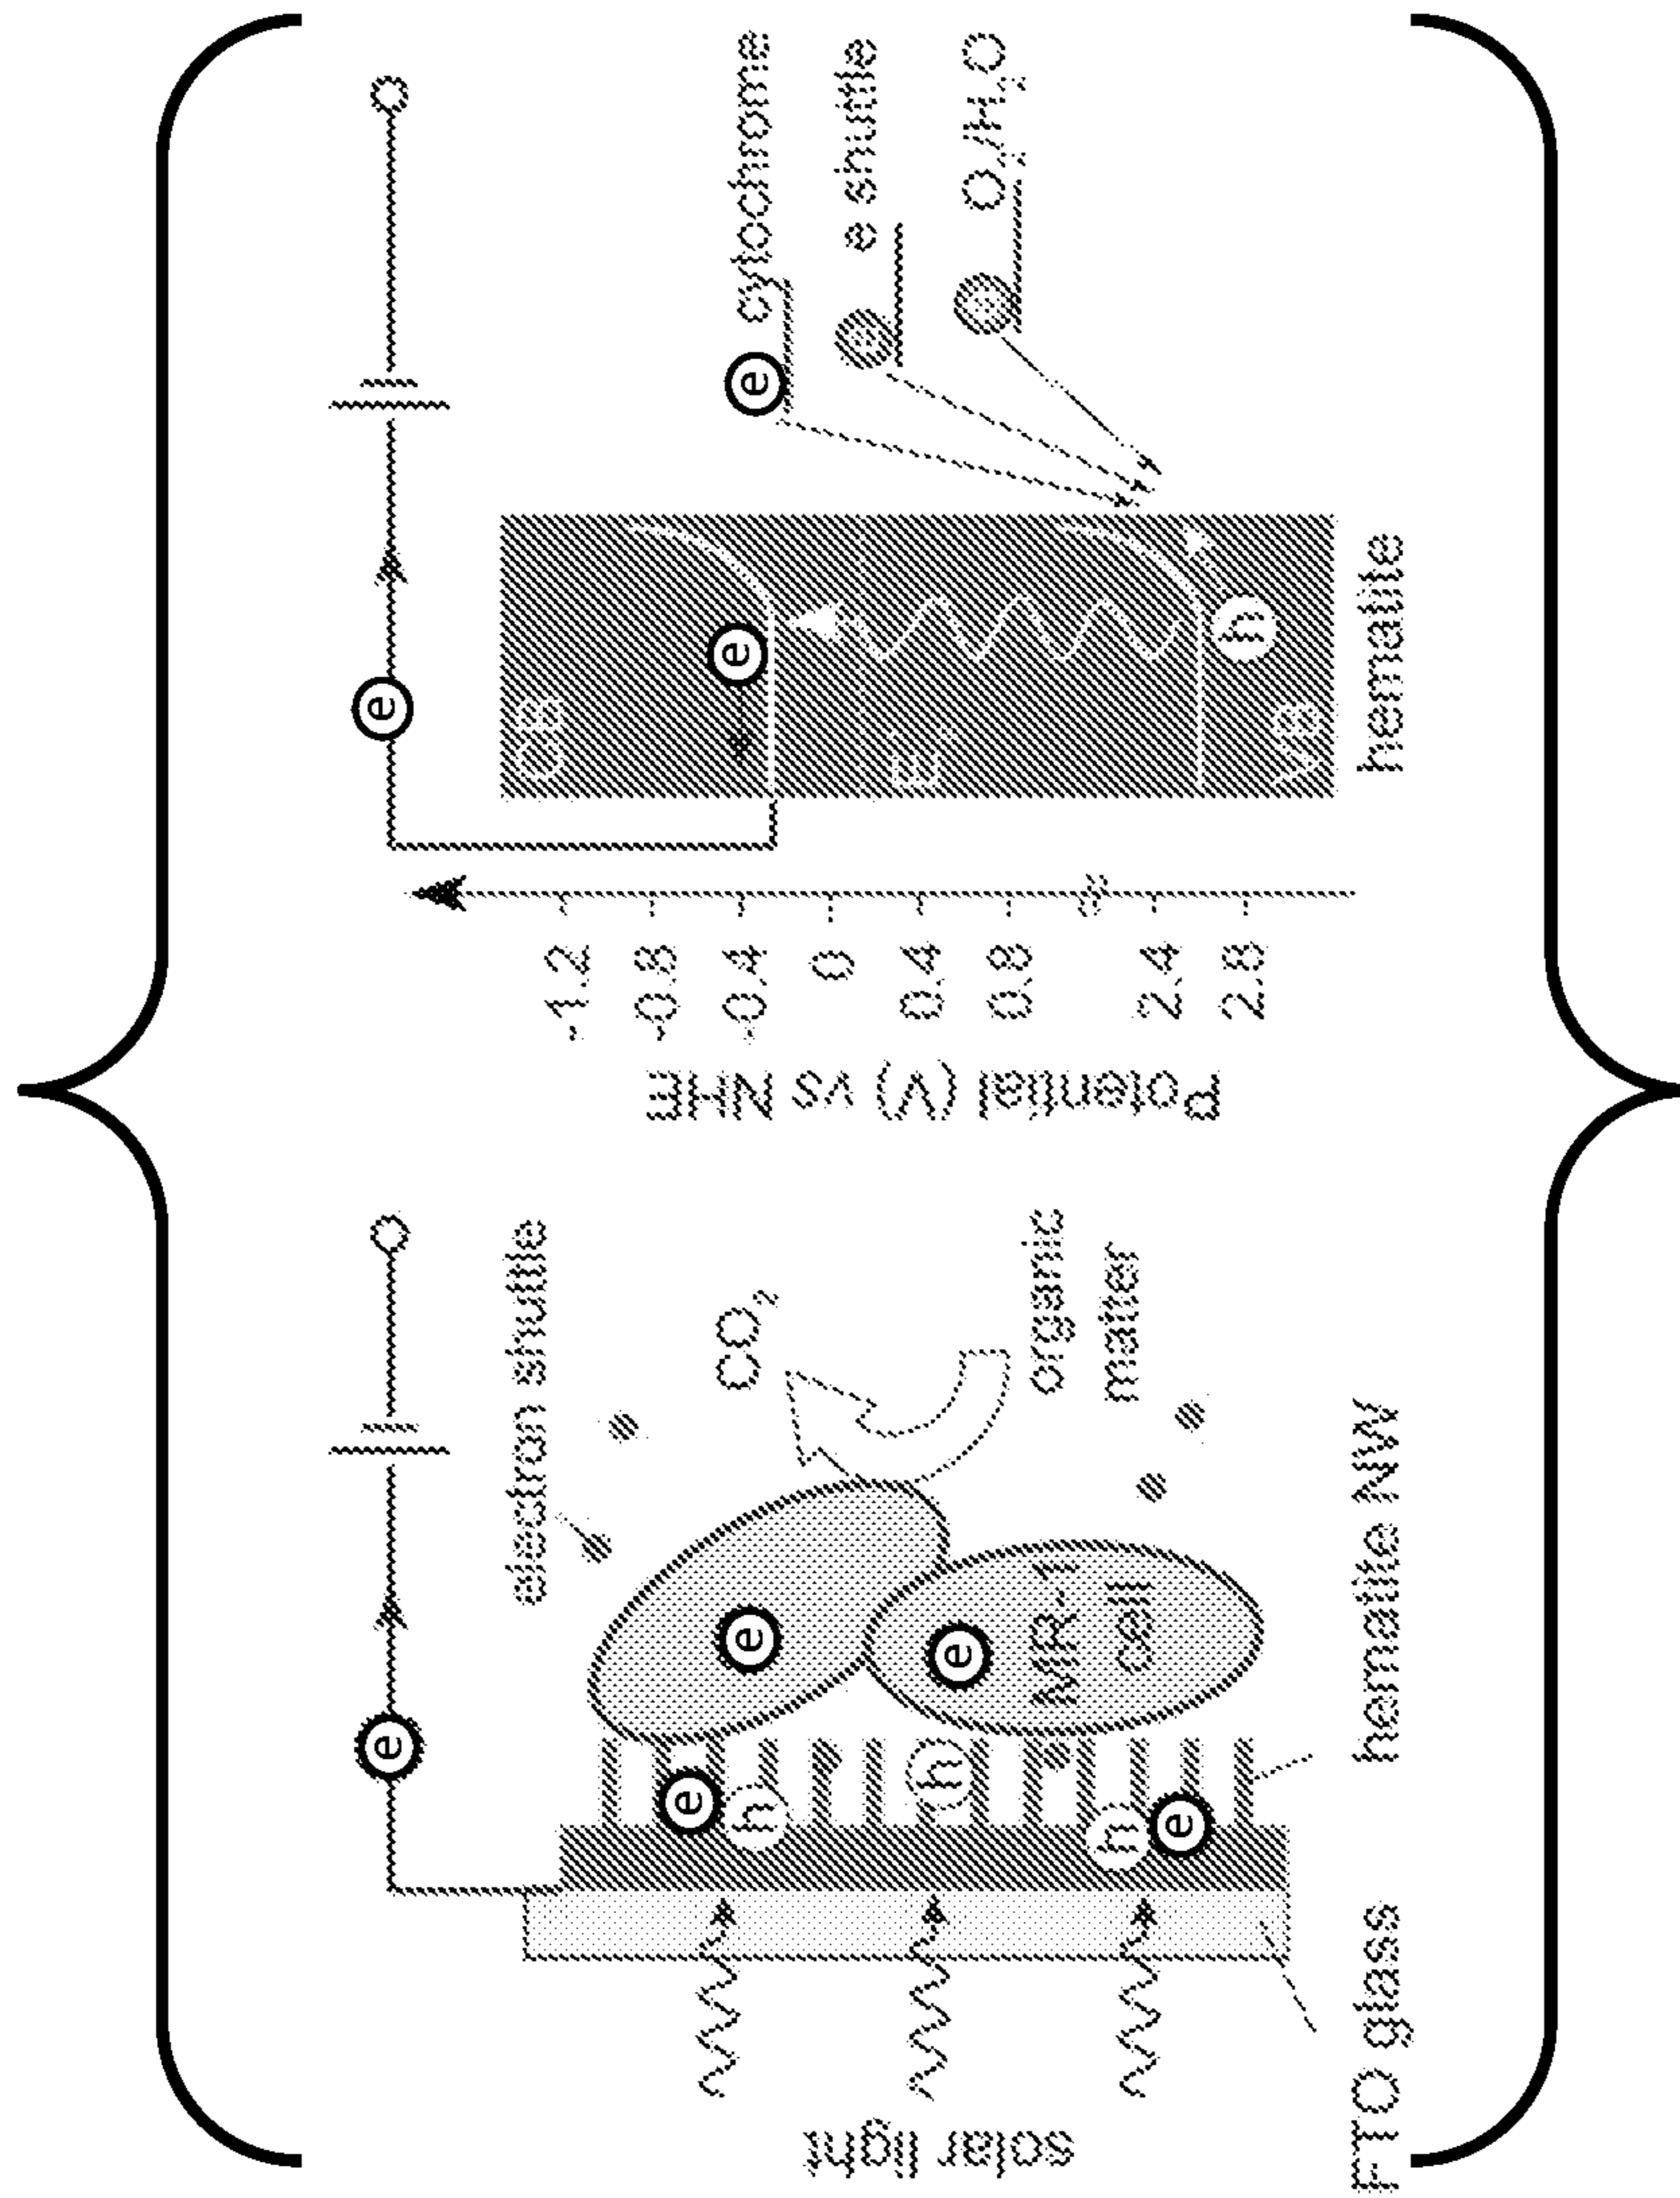 solar light
e
electron shuttle
e
e
h
e
h
MR-1
cell
h
e
CO2
organic
matter
FTO glass
hematite NW
Potential (V) vs NHE
-1.2
-0.8
-0.4
0
0.4
0.8
2.4
2.8
e
CB
e
h
VB
hematite
e cytochrome
e e shuttle
e O2/H2O